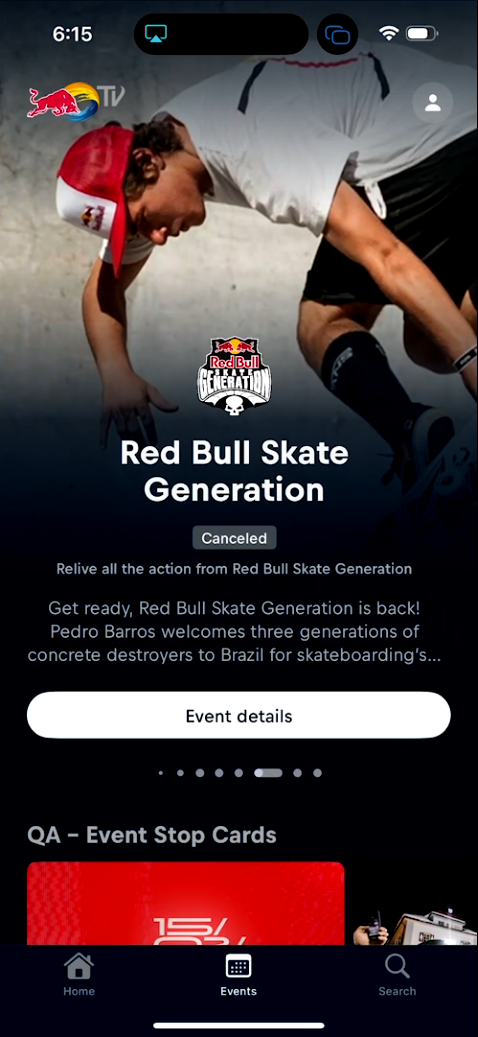 6:15
TV
Red Bull
SKATE
GENERATION
Red Bull Skate
Generation
Canceled
Relive all the action from Red Bull Skate Generation
Get ready, Red Bull Skate Generation is back!
Pedro Barros welcomes three generations of
concrete destroyers to Brazil for skateboarding's...
Event details
QA - Event Stop Cards
15/
Home
Events
Search